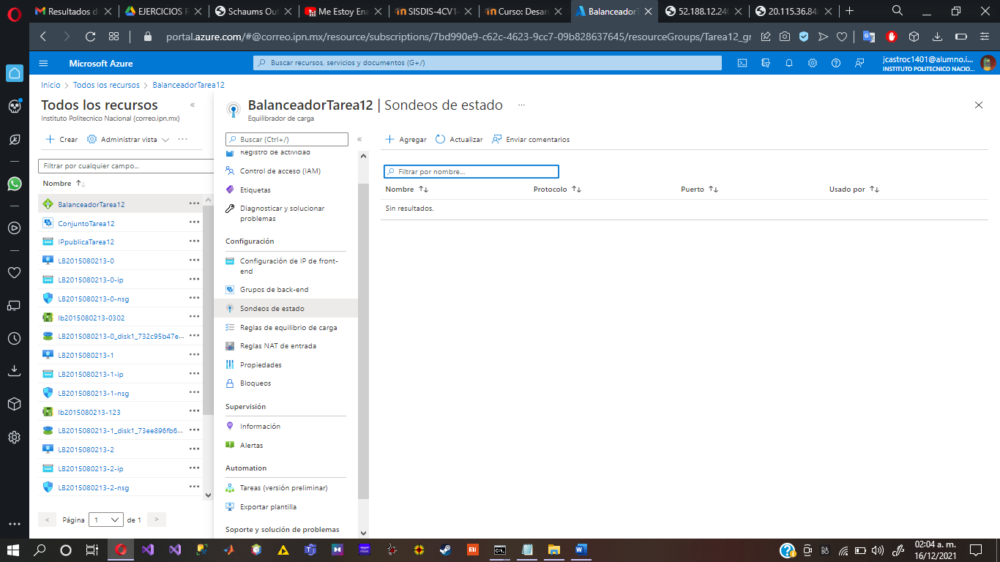 Resultados de
EJERCICIOS R
Schaums Out
Me Estoy Ena
SISDIS-4CV14
Curso: Desar
BalanceadorT
52.188.12.240
20.115.36.84:
portal.azure.com/#@correo.ipn.mx/resource/subscriptions/7bd990e9-c62c-4623-9cc7-09b828637645/resourceGroups/Tarea12_gr
Microsoft Azure
Buscar recursos, servicios y documentos (G+/)
jcastroc1401@alumno.i...
INSTITUTO POLITECNICO NACIO...
Inicio > Todos los recursos > BalanceadorTarea12
Todos los recursos
Instituto Politecnico Nacional (correo.ipn.mx)
+ Crear
Administrar vista
...
Filtrar por cualquier campo...
Nombre ↑↓
BalanceadorTarea12
ConjuntoTarea12
IPpublicaTarea12
LB2015080213-0
LB2015080213-0-ip
LB2015080213-0-nsg
lb2015080213-0302
LB2015080213-0_disk1_732c95b47e...
LB2015080213-1
LB2015080213-1-ip
LB2015080213-1-nsg
lb2015080213-123
LB2015080213-1_disk1_73ee896fb6...
LB2015080213-2
LB2015080213-2-ip
LB2015080213-2-nsg
< Página 1 de 1 >
BalanceadorTarea12 | Sondeos de estado ...
Equilibrador de carga
Buscar (Ctrl+/)
Registro de actividad
Control de acceso (IAM)
Etiquetas
Diagnosticar y solucionar
problemas
Configuración
Configuración de IP de front-
end
Grupos de back-end
Sondeos de estado
Reglas de equilibrio de carga
Reglas NAT de entrada
Propiedades
Bloqueos
Supervisión
Información
Alertas
Automation
Tareas (versión preliminar)
Exportar plantilla
Soporte y solución de problemas
+ Agregar
Actualizar
Enviar comentarios
Filtrar por nombre...
Nombre ↑↓ Protocolo ↑↓ Puerto ↑↓ Usado por ↑↓
Sin resultados.
02:04 a. m.
16/12/2021